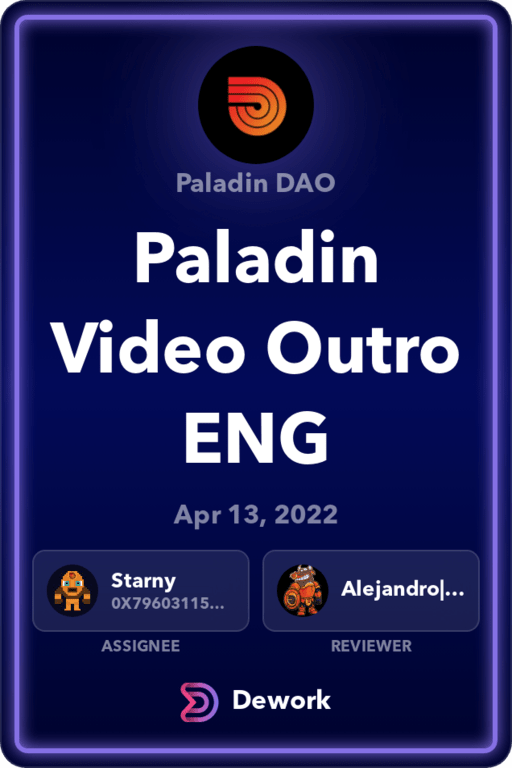 Paladin DAO
Paladin
Video Outro
ENG
Apr 13, 2022
Starny
0X79603115...
ASSIGNEE
Alejandro|...
REVIEWER
Dework